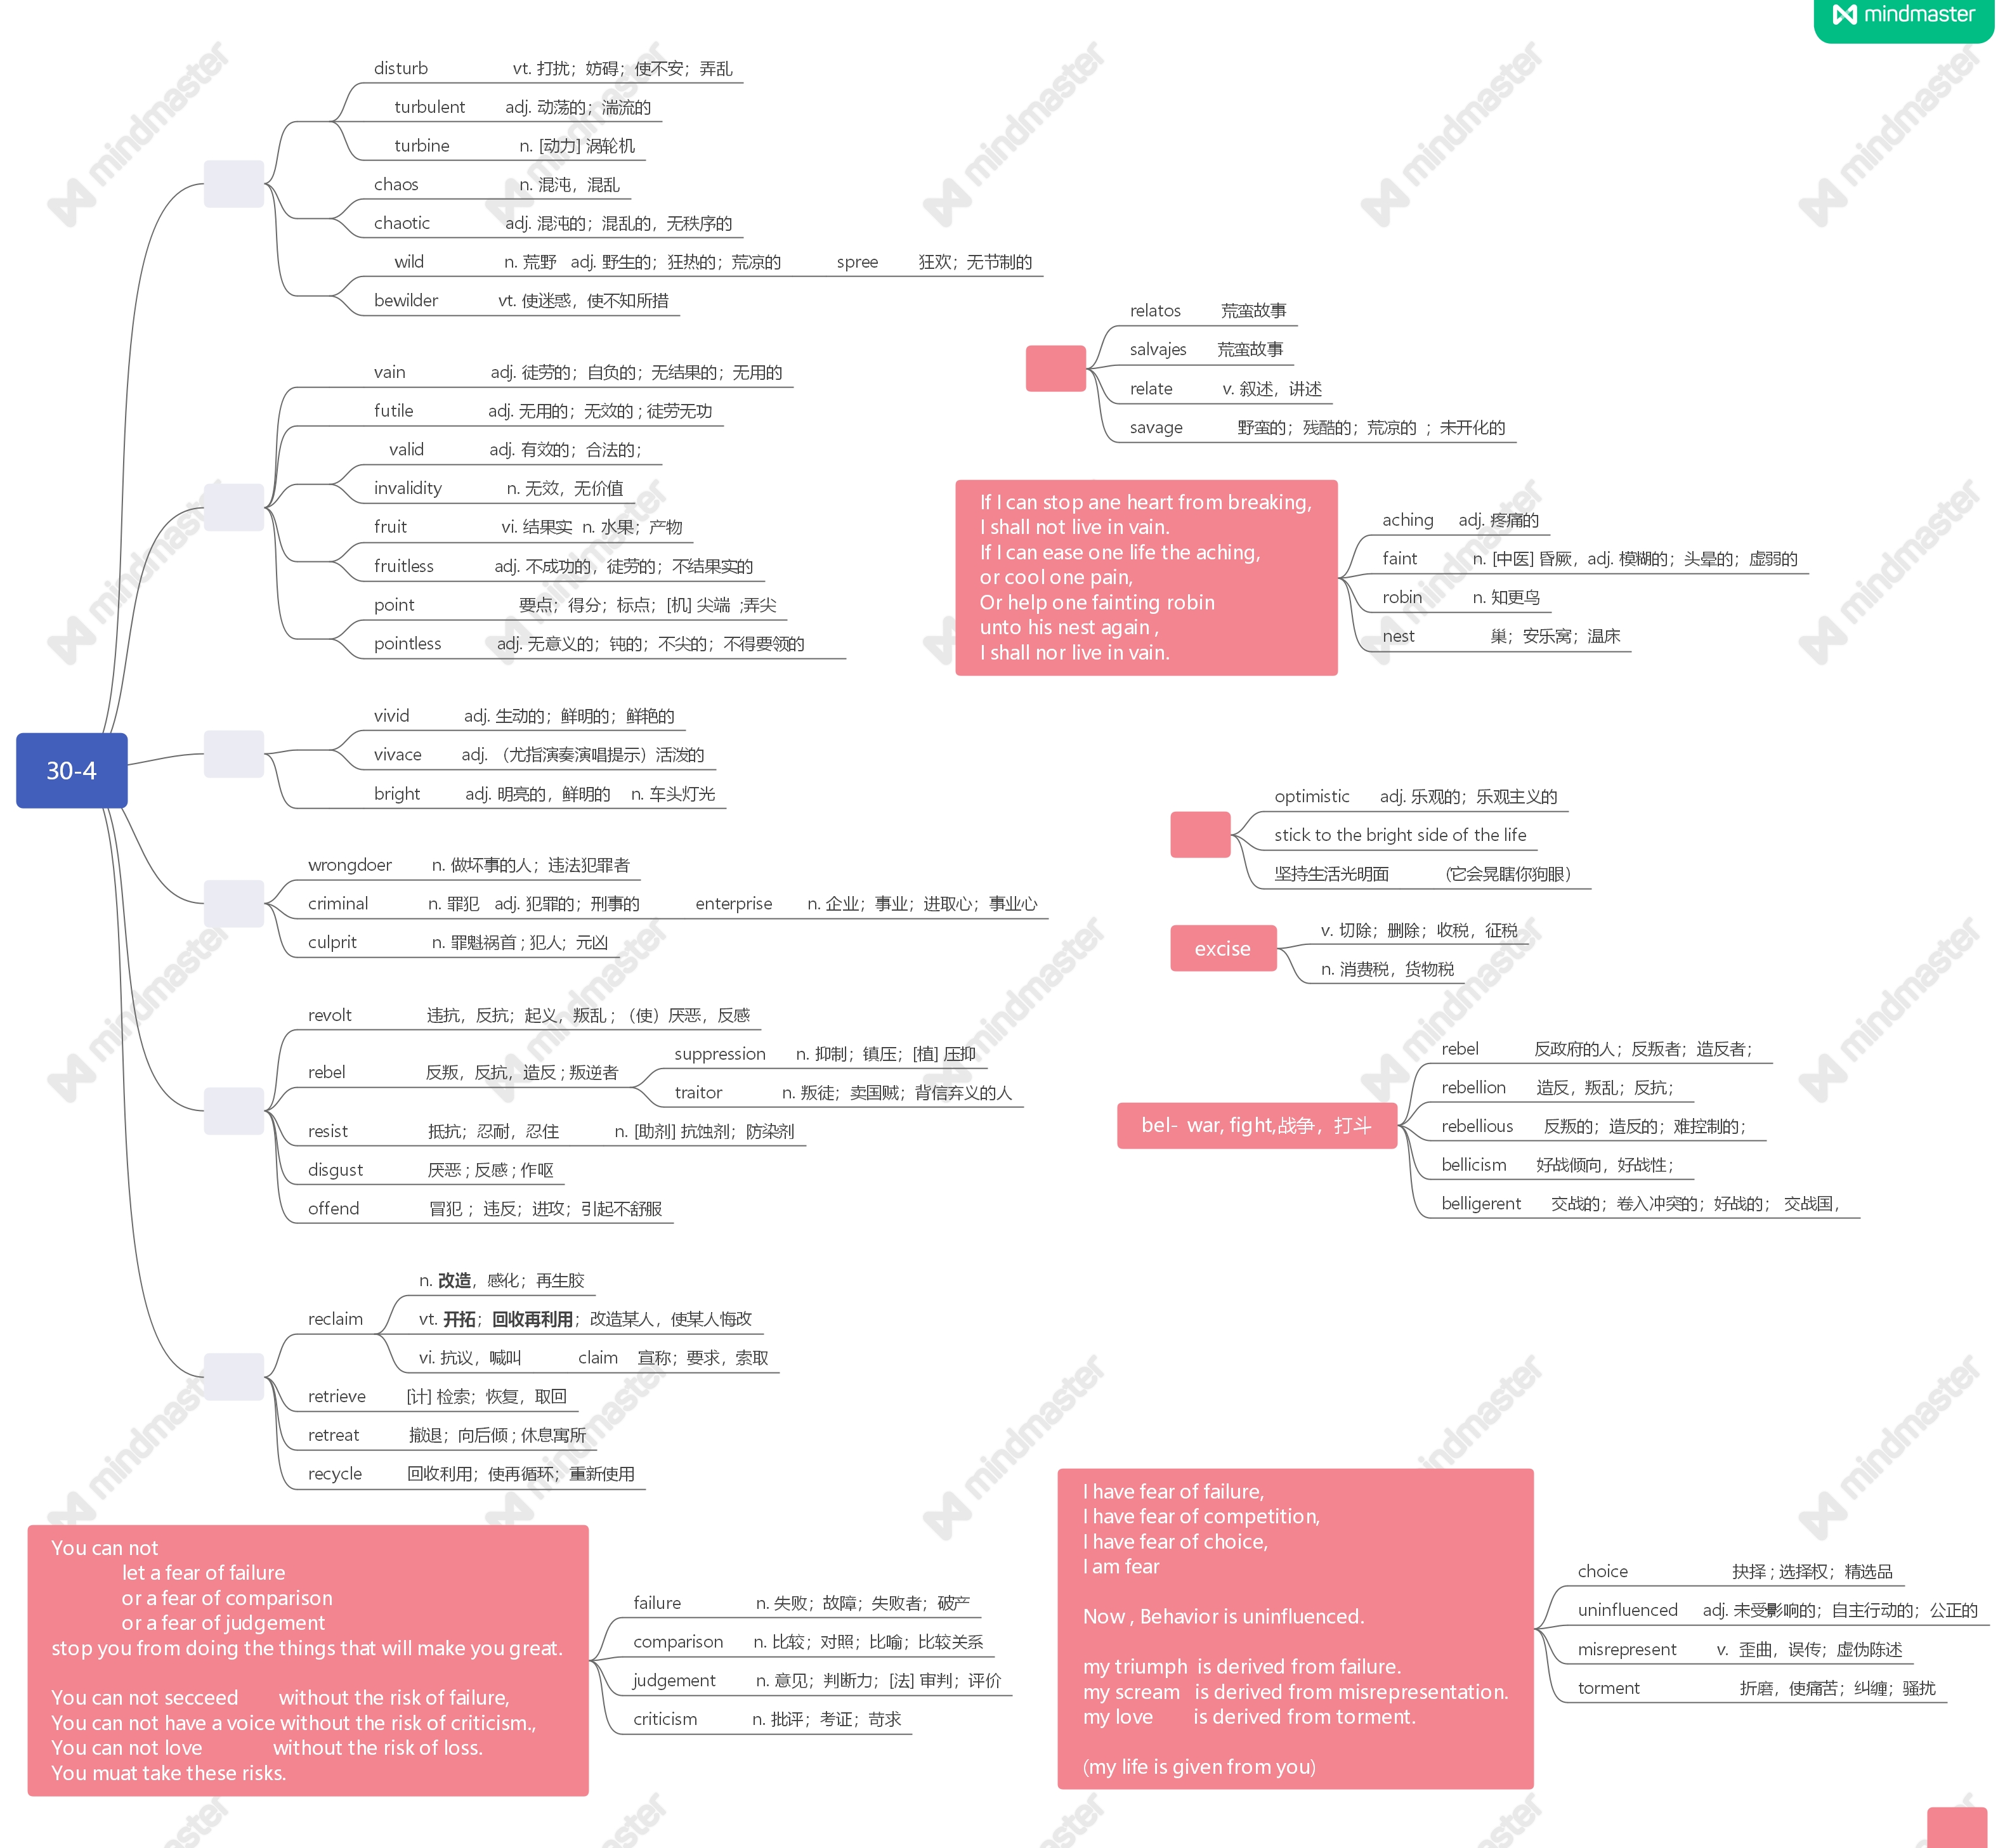 mindmaster
30-4
disturb vt. 打扰；妨碍；使不安；弄乱
turbulent adj. 动荡的；湍流的
turbine n. [动力] 涡轮机
chaos n. 混沌，混乱
chaotic adj. 混沌的；混乱的，无秩序的
wild n. 荒野 adj. 野生的；狂热的；荒凉的 spree 狂欢；无节制的
bewilder vt. 使迷惑，使不知所措
vain adj. 徒劳的；自负的；无结果的；无用的
futile adj. 无用的；无效的 ; 徒劳无功
valid adj. 有效的；合法的；
invalidity n. 无效，无价值
fruit vi. 结果实 n. 水果；产物
fruitless adj. 不成功的，徒劳的；不结果实的
point 要点；得分；标点；[机] 尖端 ;弄尖
pointless adj. 无意义的；钝的；不尖的；不得要领的
vivid adj. 生动的；鲜明的；鲜艳的
vivace adj. （尤指演奏演唱提示）活泼的
bright adj. 明亮的，鲜明的 n. 车头灯光
wrongdoer n. 做坏事的人；违法犯罪者
criminal n. 罪犯 adj. 犯罪的；刑事的 enterprise n. 企业；事业；进取心；事业心
culprit n. 罪魁祸首 ; 犯人；元凶
revolt 违抗，反抗；起义，叛乱；（使）厌恶，反感
rebel 反叛，反抗，造反 ; 叛逆者
suppression n. 抑制；镇压；[植] 压抑
traitor n. 叛徒；卖国贼；背信弃义的人
resist 抵抗；忍耐，忍住 n. [助剂] 抗蚀剂；防染剂
disgust 厌恶 ; 反感 ; 作呕
offend 冒犯 ；违反；进攻；引起不舒服
reclaim
n. 改造，感化；再生胶
vt. 开拓；回收再利用；改造某人，使某人悔改
vi. 抗议，喊叫 claim 宣称；要求，索取
retrieve [计] 检索；恢复，取回
retreat 撤退；向后倾 ; 休息寓所
recycle 回收利用；使再循环；重新使用
relatos 荒蛮故事
salvajes 荒蛮故事
relate v. 叙述，讲述
savage 野蛮的；残酷的；荒凉的 ；未开化的
If I can stop ane heart from breaking,
I shall not live in vain.
If I can ease one life the aching,
or cool one pain,
Or help one fainting robin
unto his nest again ,
I shall nor live in vain.
aching adj. 疼痛的
faint n. [中医] 昏厥，adj. 模糊的；头晕的；虚弱的
robin n. 知更鸟
nest 巢；安乐窝；温床
optimistic adj. 乐观的；乐观主义的
stick to the bright side of the life
坚持生活光明面 （它会晃瞎你狗眼）
excise
v. 切除；删除；收税，征税
n. 消费税，货物税
bel- war, fight,战争，打斗
rebel 反政府的人；反叛者；造反者；
rebellion 造反，叛乱；反抗；
rebellious 反叛的；造反的；难控制的；
bellicism 好战倾向，好战性；
belligerent 交战的；卷入冲突的；好战的； 交战国，
You can not
let a fear of failure
or a fear of comparison
or a fear of judgement
stop you from doing the things that will make you great.
You can not secceed without the risk of failure,
You can not have a voice without the risk of criticism.,
You can not love without the risk of loss.
You muat take these risks.
failure n. 失败；故障；失败者；破产
comparison n. 比较；对照；比喻；比较关系
judgement n. 意见；判断力；[法] 审判；评价
criticism n. 批评；考证；苛求
I have fear of failure,
I have fear of competition,
I have fear of choice,
I am fear
Now , Behavior is uninfluenced.
my triumph is derived from failure.
my scream is derived from misrepresentation.
my love is derived from torment.
(my life is given from you)
choice 抉择 ; 选择权；精选品
uninfluenced adj. 未受影响的；自主行动的；公正的
misrepresent v. 歪曲，误传；虚伪陈述
torment 折磨，使痛苦；纠缠；骚扰